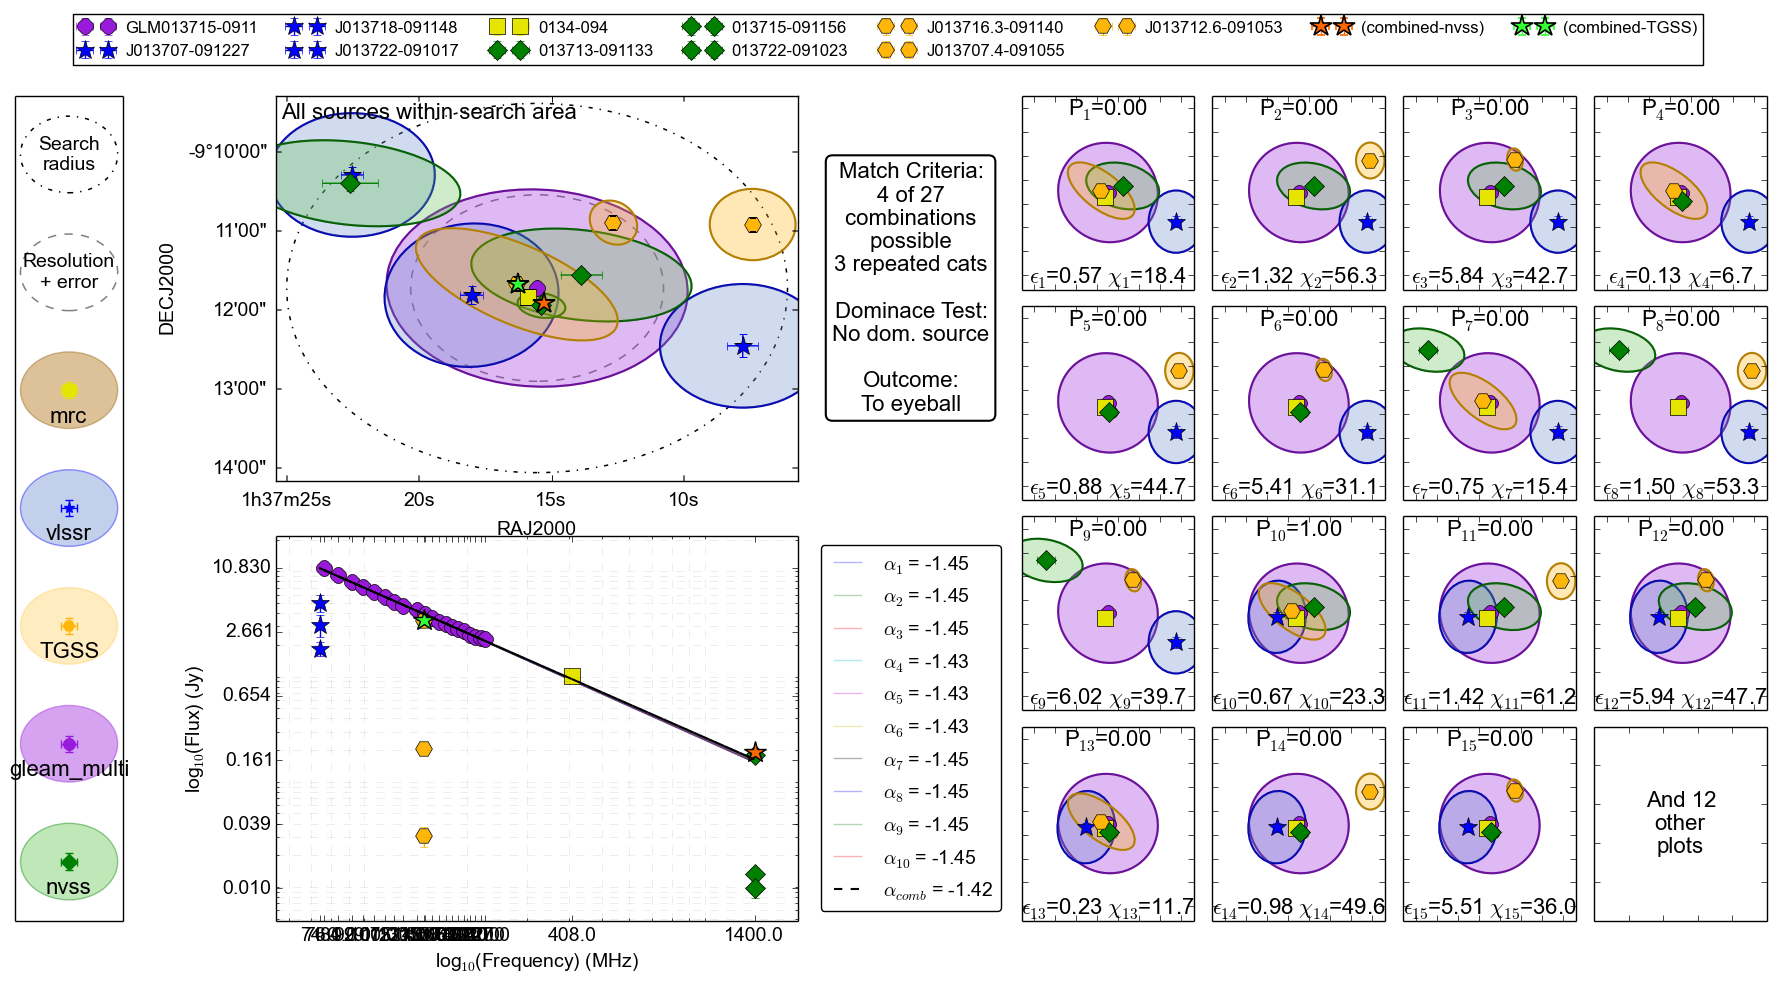 GLM013715-0911 J013718-091148 0134-094 013715-091156 J013716.3-091140 J013712.6-091053 (combined-nvss) (combined-TGSS)
J013707-091227 J013722-091017 013713-091133 013722-091023 J013707.4-091055
Search
radius
Resolution
+ error
mrc
vlssr
TGSS
gleam_multi
nvss
All sources within search area
DECJ2000
-9°10'00"
11'00"
12'00"
13'00"
14'00"
1h37m25s 20s 15s 10s
RAJ2000
Match Criteria:
4 of 27
combinations
possible
3 repeated cats
Dominace Test:
No dom. source
Outcome:
To eyeball
log10(Flux) (Jy)
10.830
2.661
0.654
0.161
0.039
0.010
408.0 1400.0
log10(Frequency) (MHz)
α1 = -1.45
α2 = -1.45
α3 = -1.45
α4 = -1.43
α5 = -1.43
α6 = -1.43
α7 = -1.45
α8 = -1.45
α9 = -1.45
α10 = -1.45
αcomb = -1.42
P1=0.00 P2=0.00 P3=0.00 P4=0.00
ϵ1=0.57 χ1=18.4 ϵ2=1.32 χ2=56.3 ϵ3=5.84 χ3=42.7 ϵ4=0.13 χ4=6.7
P5=0.00 P6=0.00 P7=0.00 P8=0.00
ϵ5=0.88 χ5=44.7 ϵ6=5.41 χ6=31.1 ϵ7=0.75 χ7=15.4 ϵ8=1.50 χ8=53.3
P9=0.00 P10=1.00 P11=0.00 P12=0.00
ϵ9=6.02 χ9=39.7 ϵ10=0.67 χ10=23.3 ϵ11=1.42 χ11=61.2 ϵ12=5.94 χ12=47.7
P13=0.00 P14=0.00 P15=0.00
ϵ13=0.23 χ13=11.7 ϵ14=0.98 χ14=49.6 ϵ15=5.51 χ15=36.0
And 12
other
plots